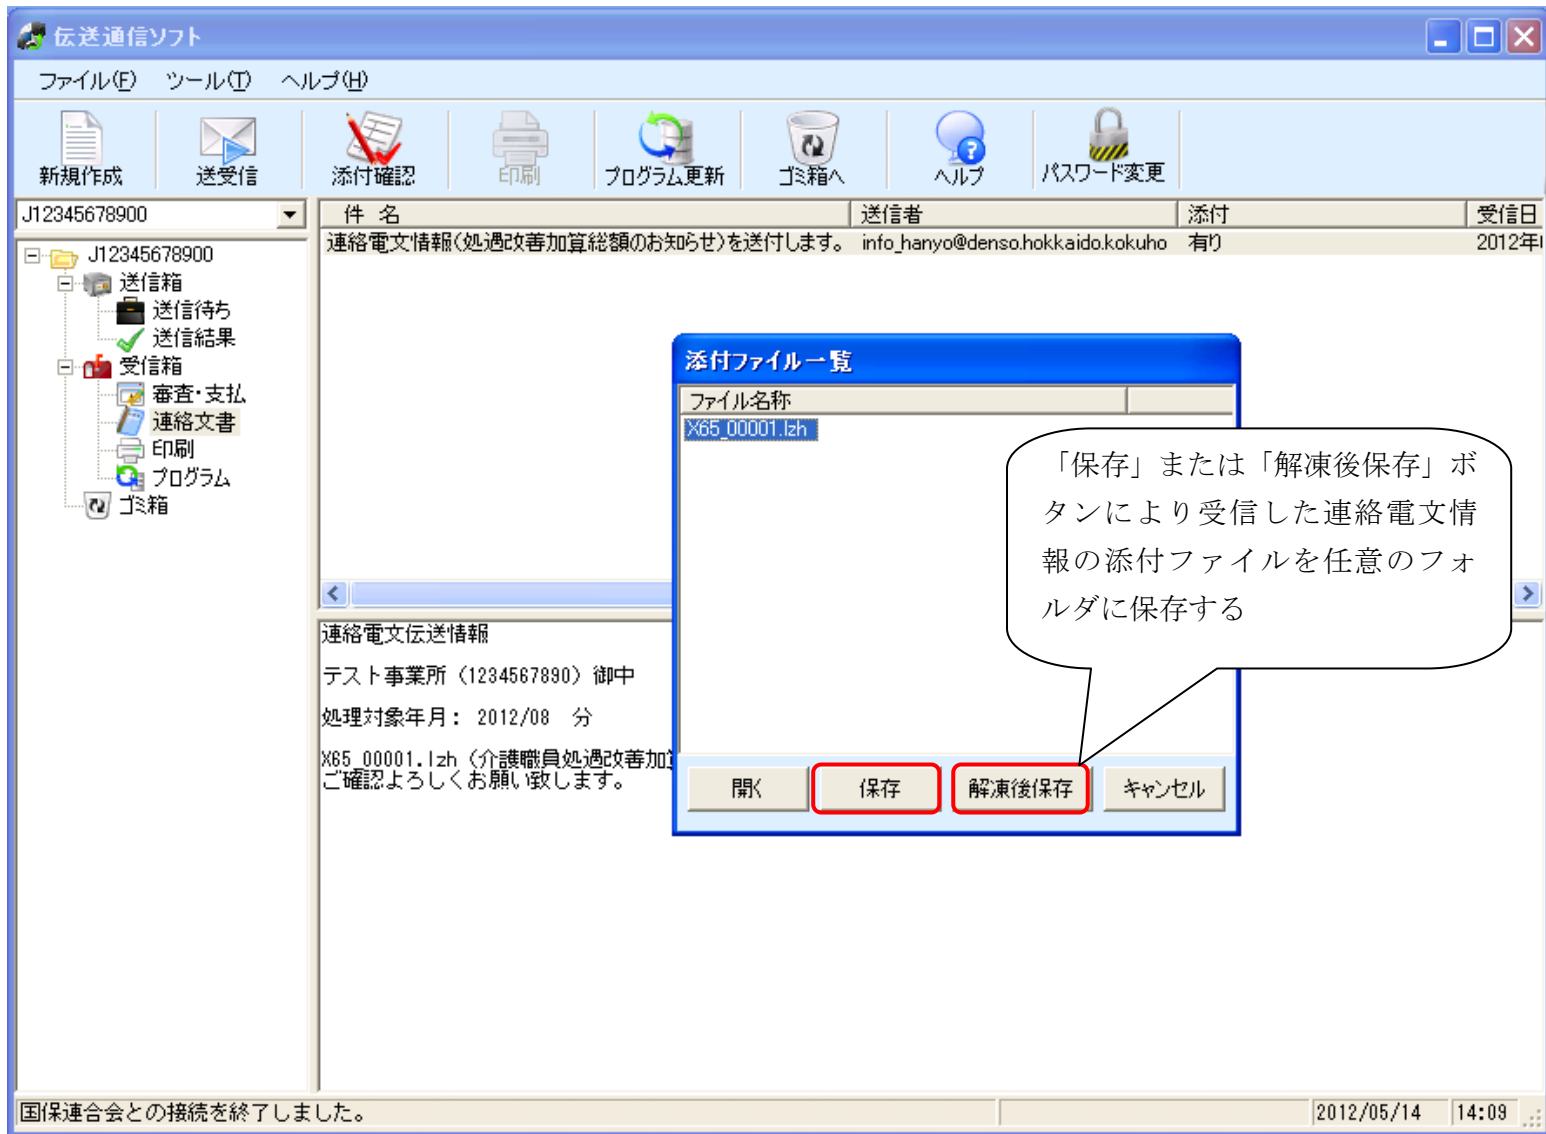 伝送通信ソフト
ファイル(F) ツール(T) ヘルプ(H)
新規作成 送受信 添付確認 印刷 プログラム更新 ゴミ箱へ ヘルプ パスワード変更
J12345678900
件 名 送信者 添付 受信日
連絡電文情報(処遇改善加算総額のお知らせ)を送付します。 info_hanyo@denso.hokkaido.kokuho 有り 2012年
J12345678900
送信箱
送信待ち
送信結果
受信箱
審査・支払
連絡文書
印刷
プログラム
ゴミ箱
添付ファイル一覧
ファイル名称
X65_00001.lzh
「保存」または「解凍後保存」ボ
タンにより受信した連絡電文情
報の添付ファイルを任意のフォ
ルダに保存する
開く 保存 解凍後保存 キャンセル
連絡電文伝送情報
テスト事業所（1234567890）御中
処理対象年月： 2012/08 分
X65_00001.lzh（介護職員処遇改善加
ご確認よろしくお願い致します。
国保連合会との接続を終了しました。 2012/05/14 14:09